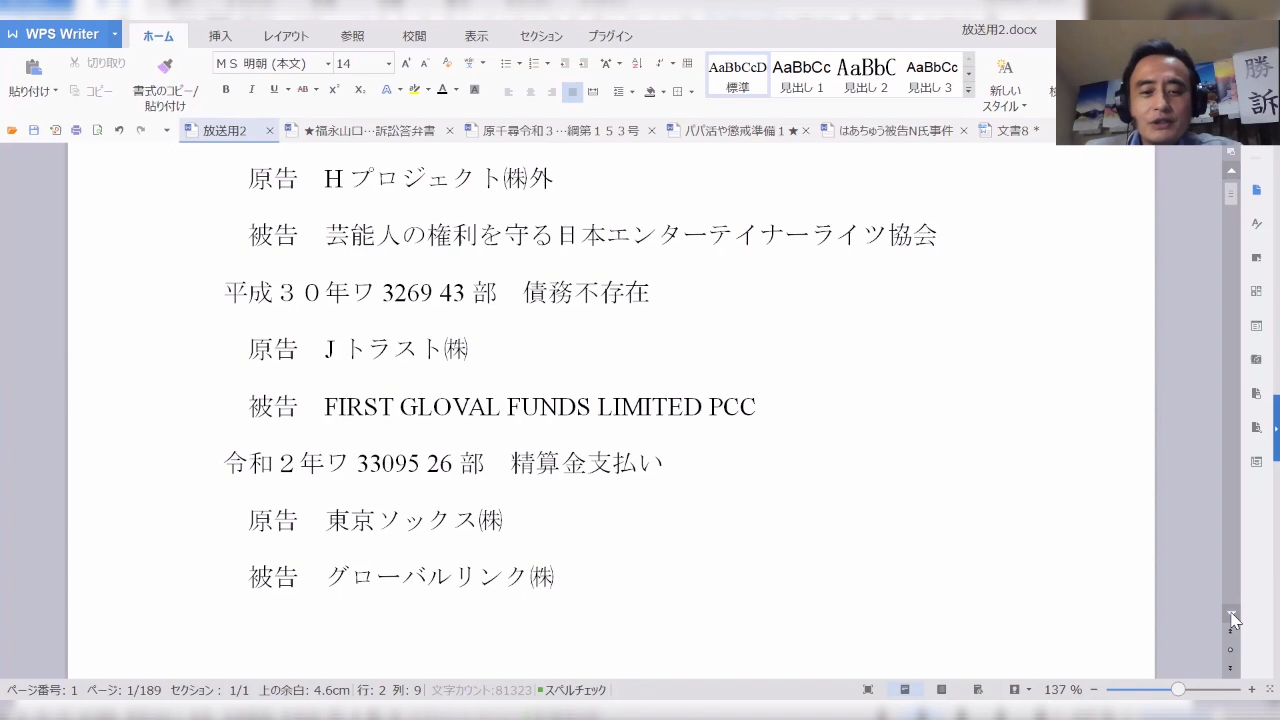 WPS Writer
ホーム
挿入
レイアウト
参照
校閲
表示
セクション
プラグイン
放送用2.docx
貼り付け
切り取り
コピー
書式のコピー/
貼り付け
ＭＳ 明朝 (本文)
14
AaBbCcD
標準
AaBbCc
見出し 1
AaBbC
見出し 2
AaBbCc
見出し 3
新しい
スタイル
放送用2
★福永山口…訴訟答弁書
原千尋令和３…綱第１５３号
パパ活や懲戒準備１★
はあちゅう被告N氏事件
文書8 *
勝
訴
原告　H プロジェクト㈱外
被告　芸能人の権利を守る日本エンターテイナーライツ協会
平成３０年ワ 3269 43 部　債務不存在
原告　J トラスト㈱
被告　FIRST GLOVAL FUNDS LIMITED PCC
令和２年ワ 33095 26 部　精算金支払い
原告　東京ソックス㈱
被告　グローバルリンク㈱
ページ番号: 1 ページ: 1/189 セクション : 1/1 上の余白: 4.6cm 行: 2 列: 9 文字カウント:81323 スペルチェック
137 %